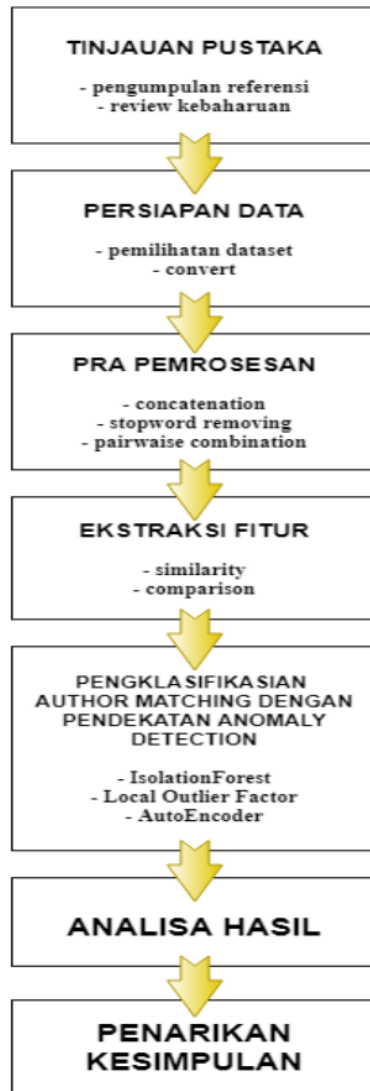 TINJAUAN PUSTAKA
- pengumpulan referensi
- review kebaharuan
PERSIAPAN DATA
- pemilihatan dataset
- convert
PRA PEMROSESAN
- concatenation
- stopword removing
- pairwaise combination
EKSTRAKSI FITUR
- similarity
- comparison
PENGKLASIFIKASIAN
AUTHOR MATCHING DENGAN
PENDEKATAN ANOMALY
DETECTION
- IsolationForest
- Local Outlier Factor
- AutoEncoder
ANALISA HASIL
PENARIKAN
KESIMPULAN